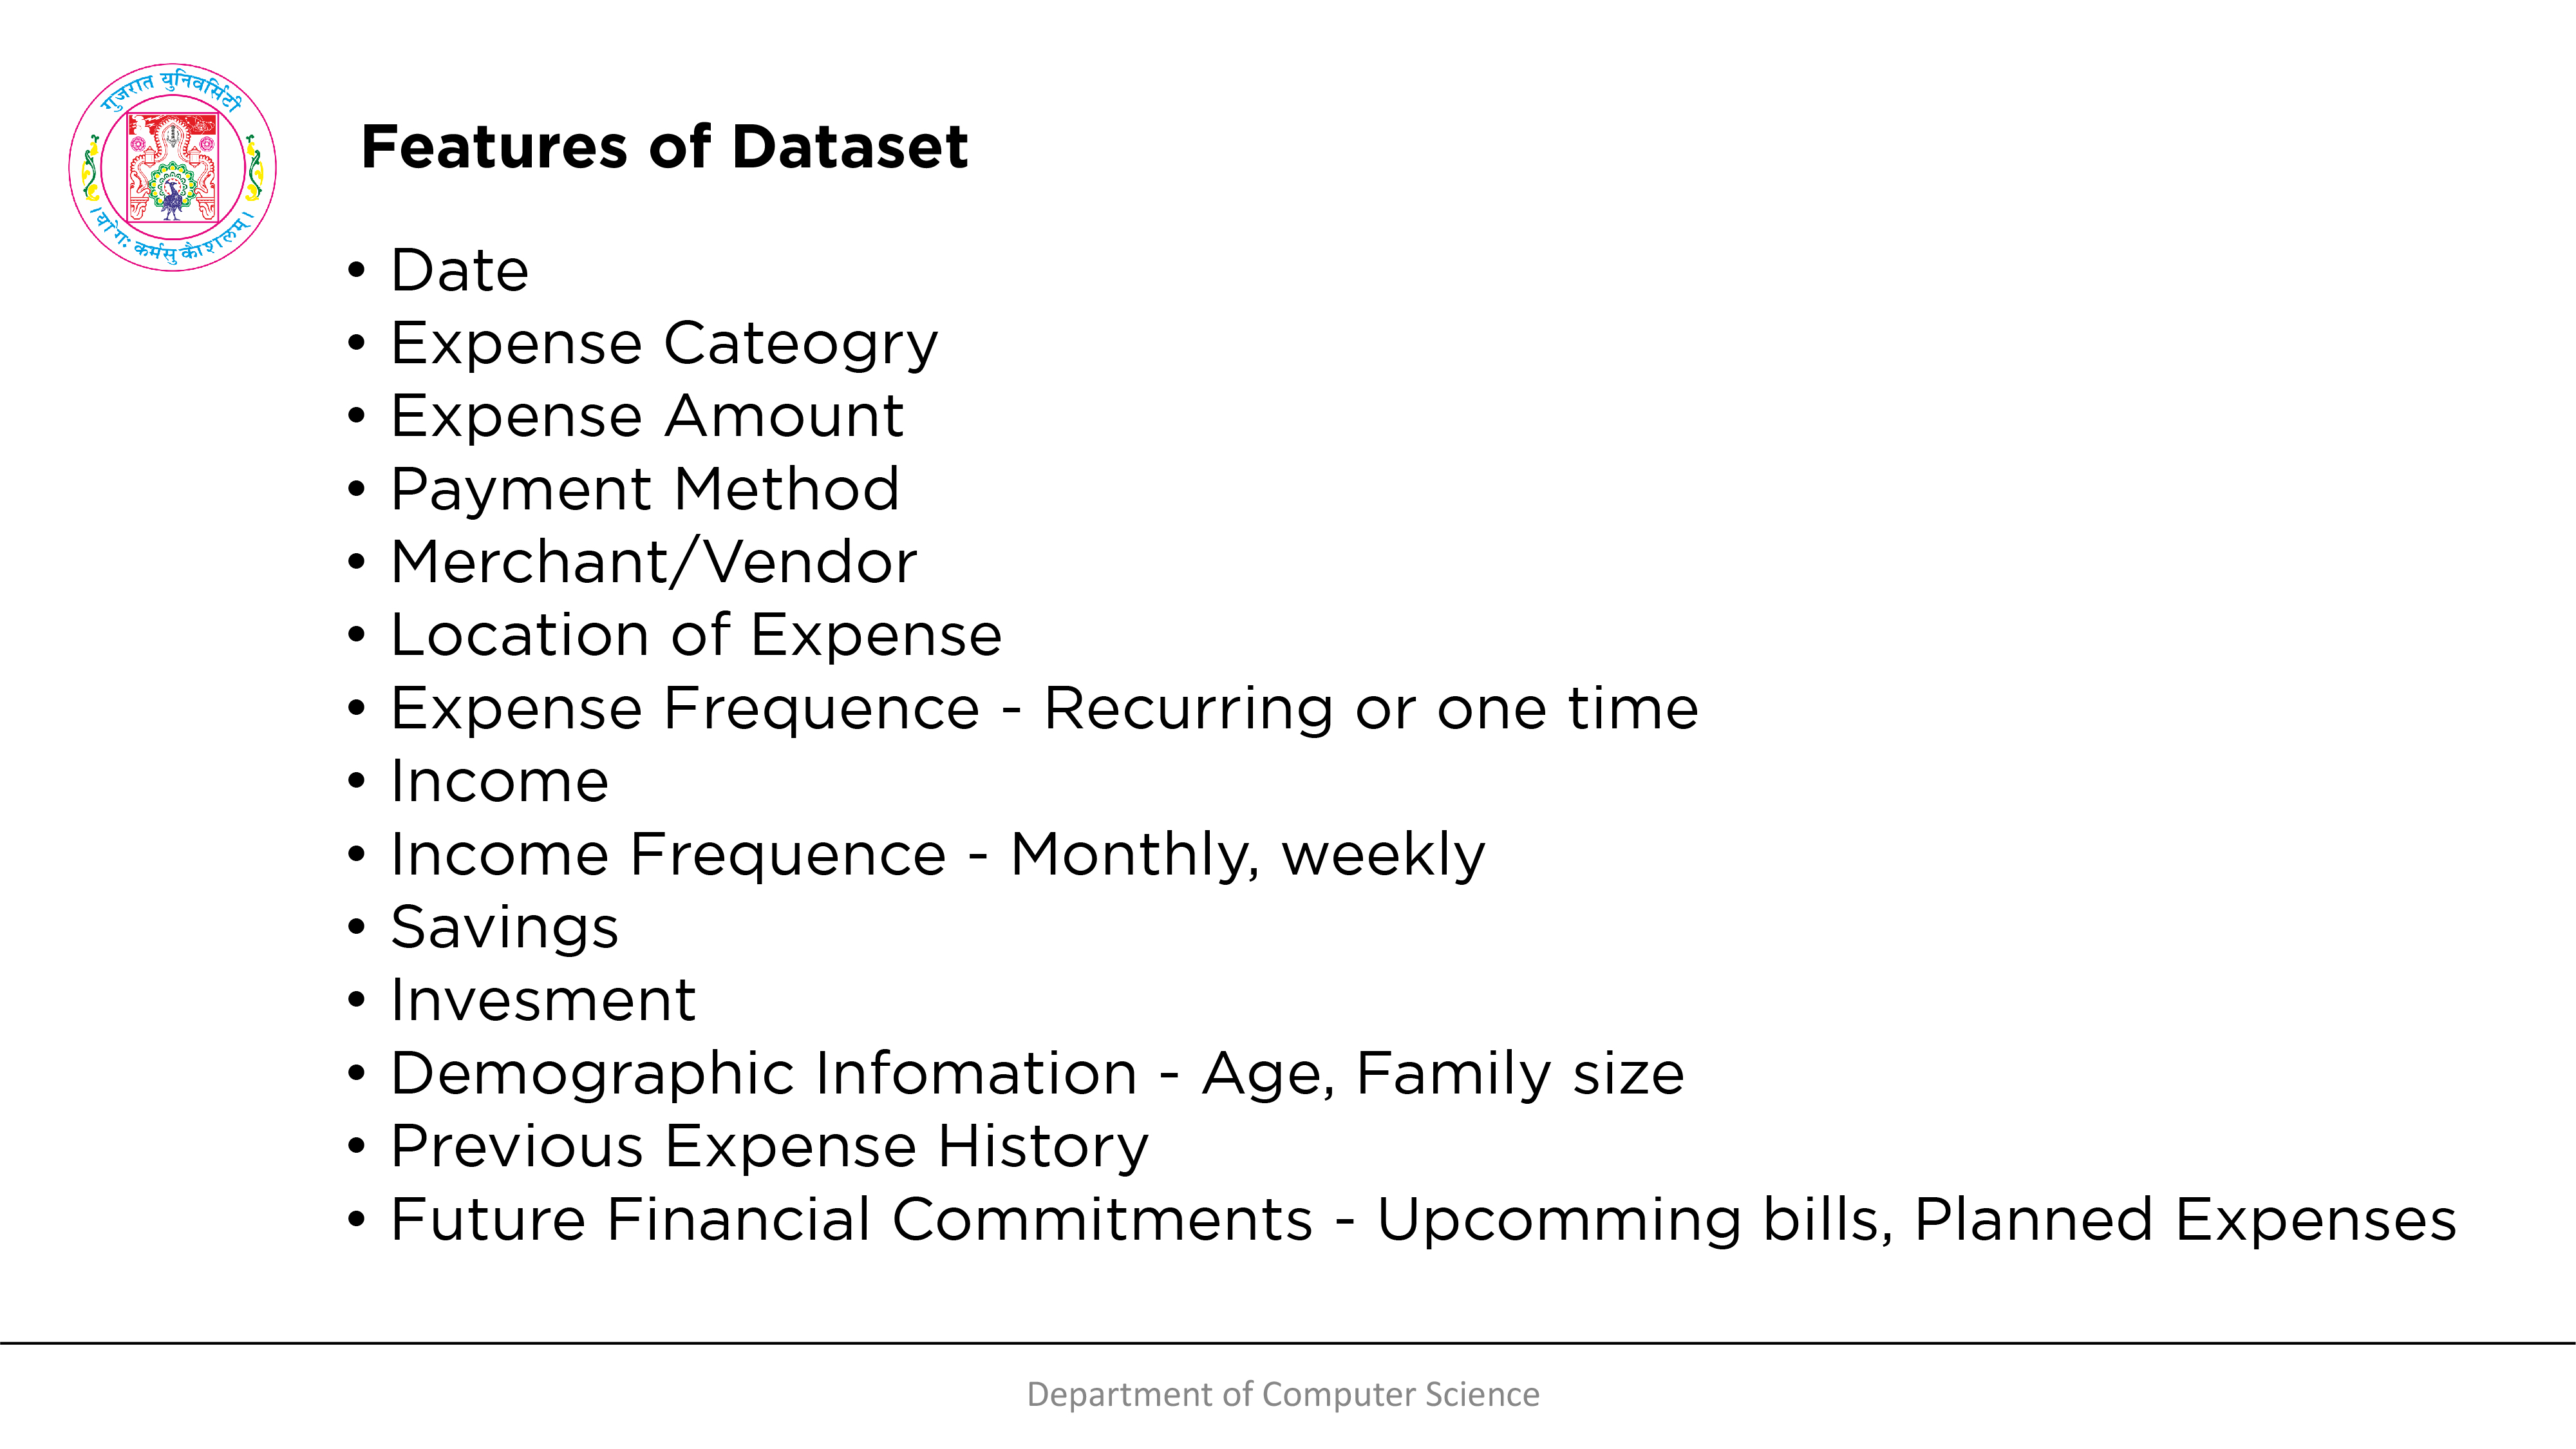 गुजरात युनिवर्सिटी
। योगः कर्मसु कौशलम् ।
Features of Dataset
• Date
• Expense Cateogry
• Expense Amount
• Payment Method
• Merchant/Vendor
• Location of Expense
• Expense Frequence - Recurring or one time
• Income
• Income Frequence - Monthly, weekly
• Savings
• Invesment
• Demographic Infomation - Age, Family size
• Previous Expense History
• Future Financial Commitments - Upcomming bills, Planned Expenses
Department of Computer Science